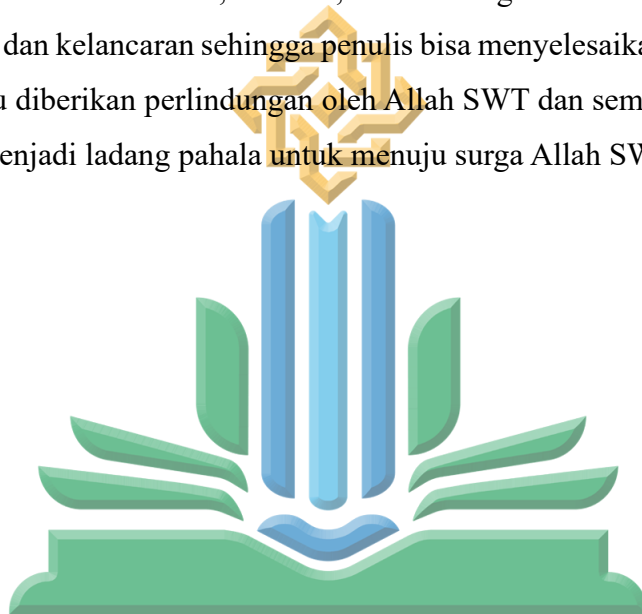 dan kelancaran sehingga penulis bisa menyelesaika
u diberikan perlindungan oleh Allah SWT dan sem
enjadi ladang pahala untuk menuju surga Allah SW